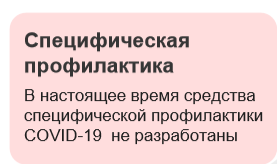 Специфическая
профилактика
В настоящее время средства
специфической профилактики
COVID-19  не разработаны